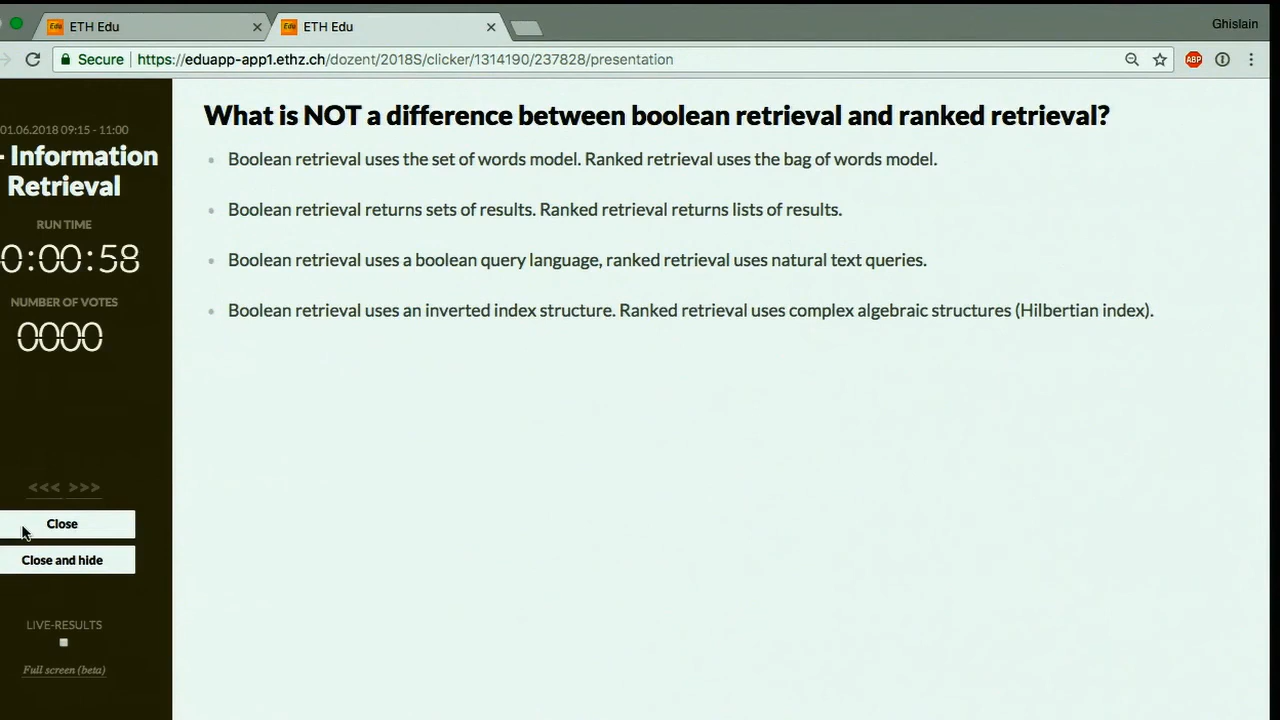 ETH Edu
ETH Edu
Ghislain
Secure https://eduapp-app1.ethz.ch/dozent/2018S/clicker/1314190/237828/presentation
ABP
01.06.2018 09:15 - 11:00
- Information
Retrieval
RUN TIME
0:00:58
NUMBER OF VOTES
0000
<<< >>>
Close
Close and hide
LIVE-RESULTS
Full screen (beta)
What is NOT a difference between boolean retrieval and ranked retrieval?
Boolean retrieval uses the set of words model. Ranked retrieval uses the bag of words model.
Boolean retrieval returns sets of results. Ranked retrieval returns lists of results.
Boolean retrieval uses a boolean query language, ranked retrieval uses natural text queries.
Boolean retrieval uses an inverted index structure. Ranked retrieval uses complex algebraic structures (Hilbertian index).